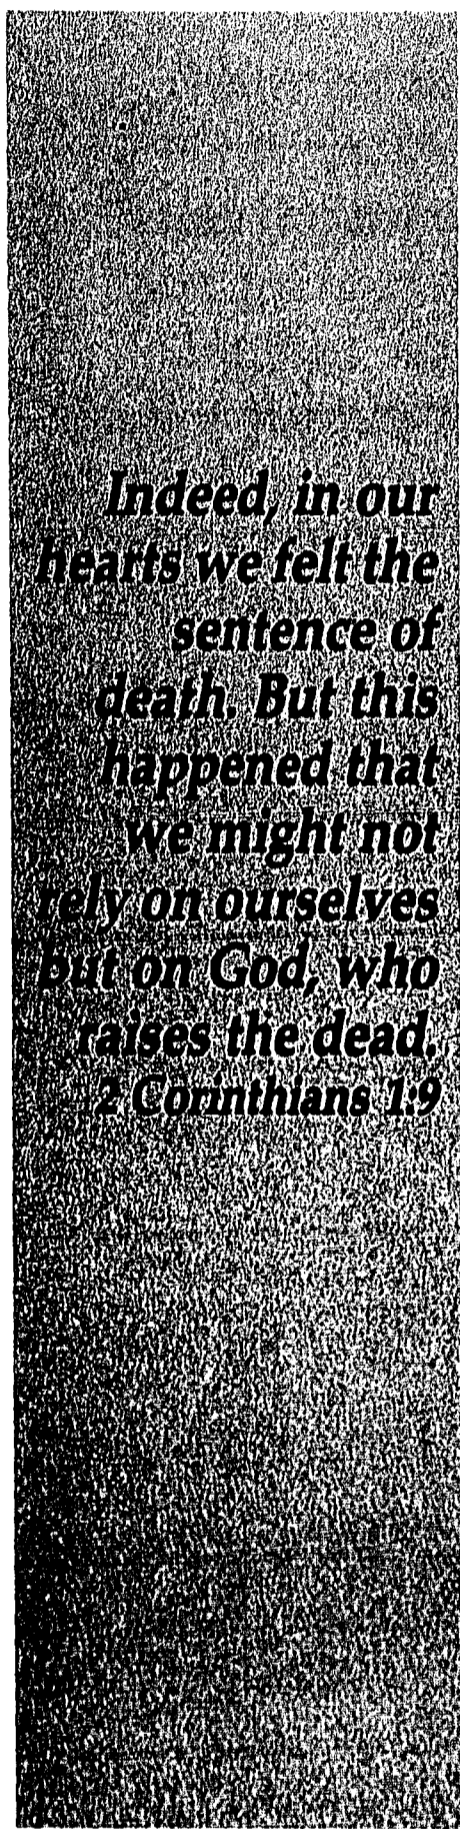 Indeed, in our
hearts we felt the
sentence of
death. But this
happened that
we might not
rely on ourselves
but on God, who
raises the dead.
2 Corinthians 1:9